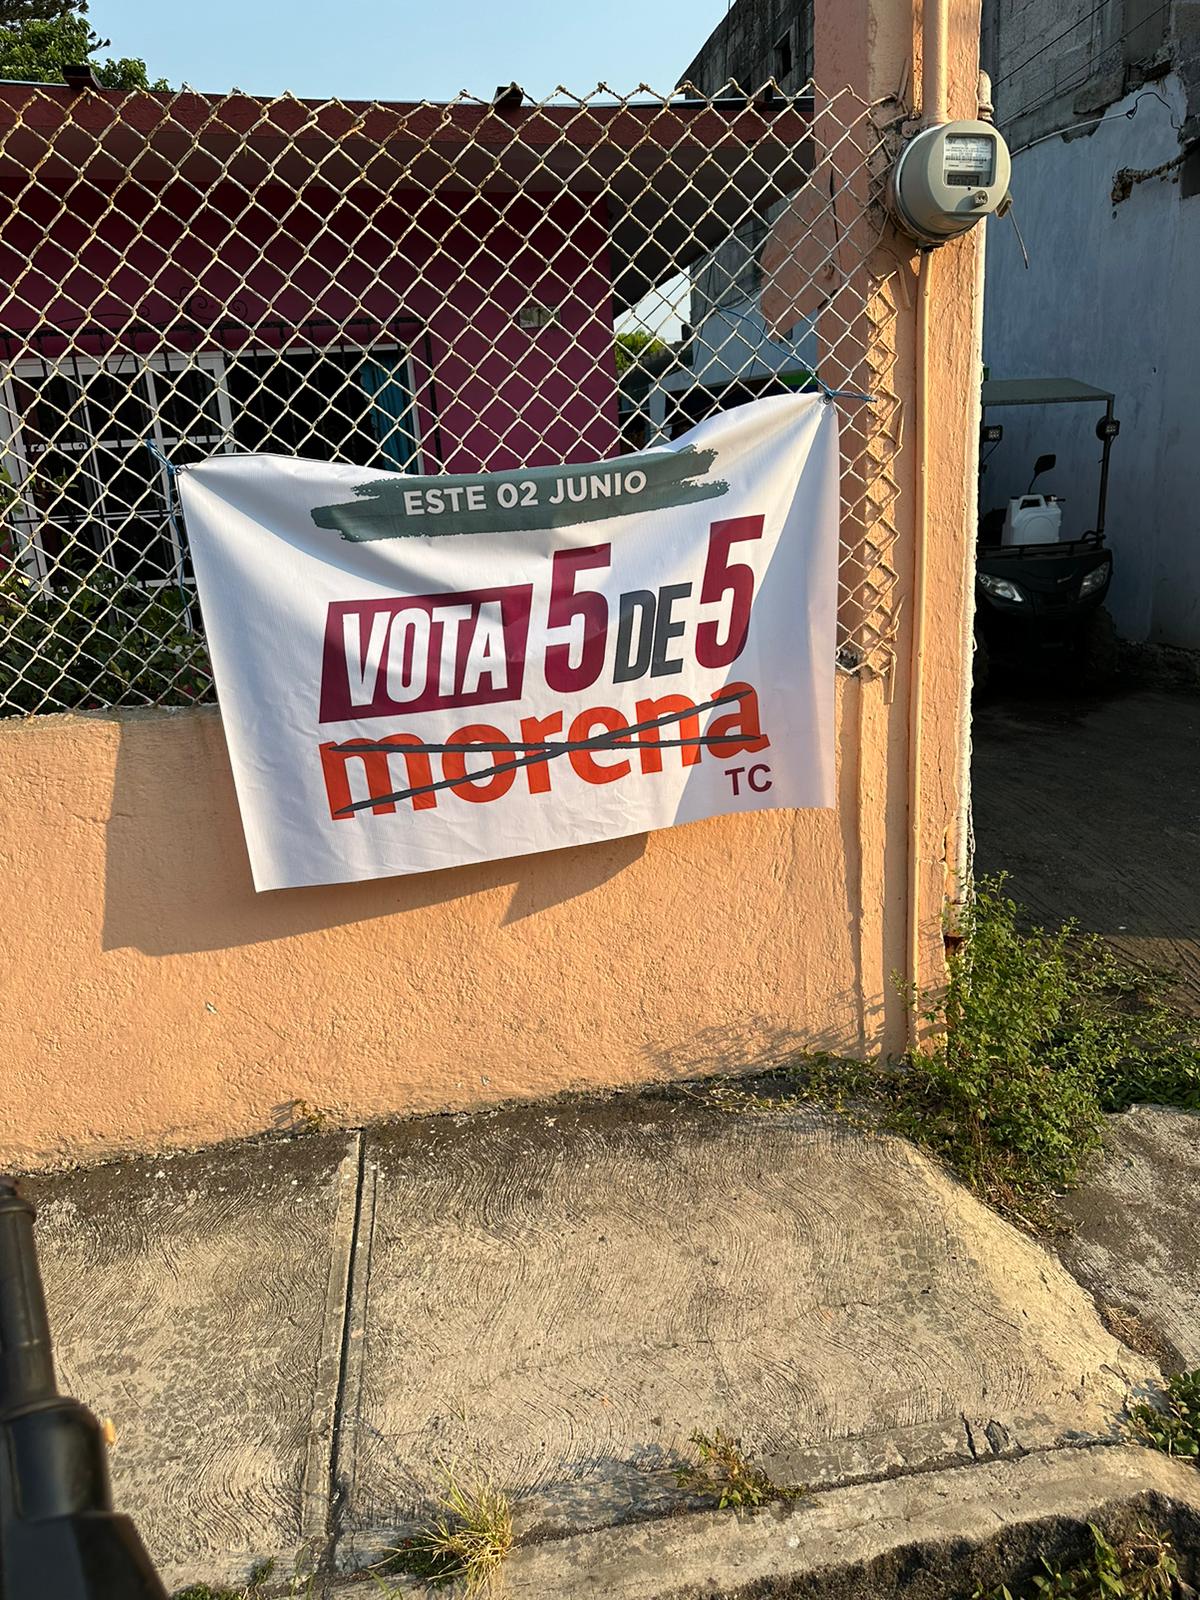 ESTE 02 JUNIO
VOTA 5 DE 5
morena
TC